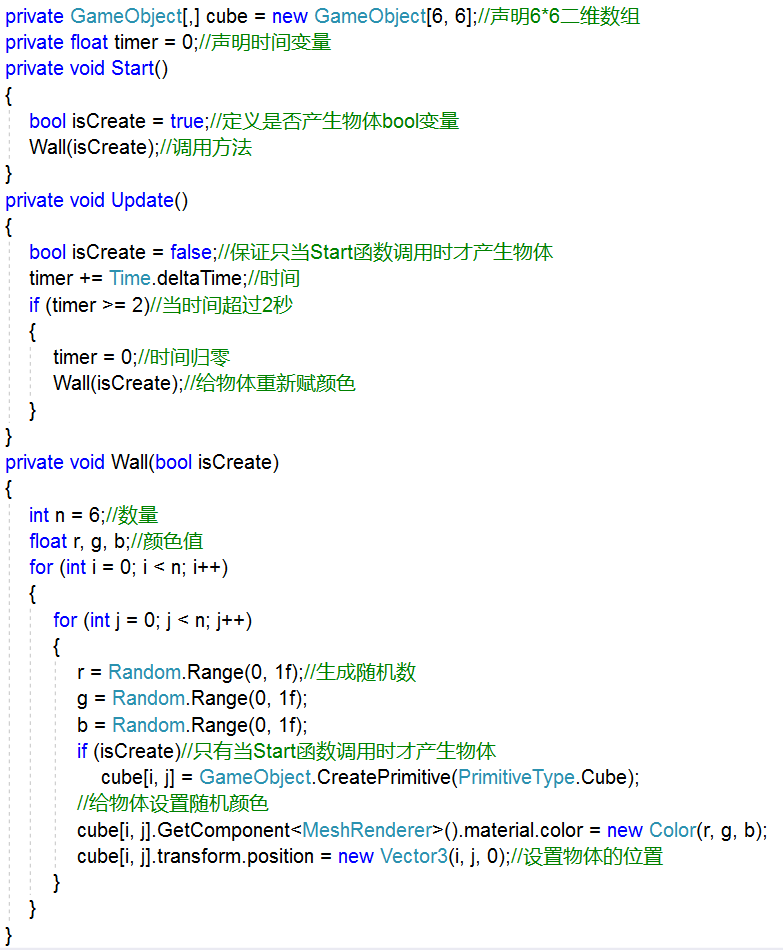 private GameObject[,] cube = new GameObject[6, 6];//声明6*6二维数组
private float timer = 0;//声明时间变量
private void Start()
{
bool isCreate = true;//定义是否产生物体bool变量
Wall(isCreate);//调用方法
}
private void Update()
{
bool isCreate = false;//保证只当Start函数调用时才产生物体
timer += Time.deltaTime;//时间
if (timer >= 2)//当时间超过2秒
{
timer = 0;//时间归零
Wall(isCreate);//给物体重新赋颜色
}
}
private void Wall(bool isCreate)
{
int n = 6;//数量
float r, g, b;//颜色值
for (int i = 0; i < n; i++)
{
for (int j = 0; j < n; j++)
{
r = Random.Range(0, 1f);//生成随机数
g = Random.Range(0, 1f);
b = Random.Range(0, 1f);
if (isCreate)//只有当Start函数调用时才产生物体
cube[i, j] = GameObject.CreatePrimitive(PrimitiveType.Cube);
//给物体设置随机颜色
cube[i, j].GetComponent<MeshRenderer>().material.color = new Color(r, g, b);
cube[i, j].transform.position = new Vector3(i, j, 0);//设置物体的位置
}
}
}